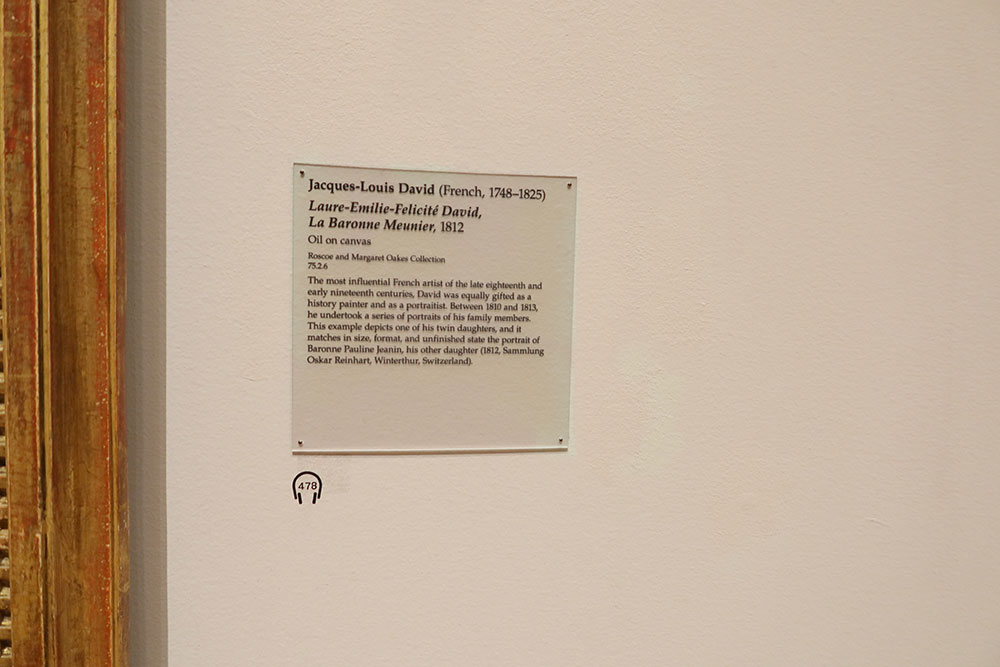 Jacques-Louis David (French, 1748–1825)
Laure-Emilie-Felicité David,
La Baronne Meunier, 1812
Oil on canvas
Roscoe and Margaret Oakes Collection
75.2.6
The most influential French artist of the late eighteenth and
early nineteenth centuries, David was equally gifted as a
history painter and as a portraitist. Between 1810 and 1813,
he undertook a series of portraits of his family members.
This example depicts one of his twin daughters, and it
matches in size, format, and unfinished state the portrait of
Baronne Pauline Jeanin, his other daughter (1812, Sammlung
Oskar Reinhart, Winterthur, Switzerland).
478